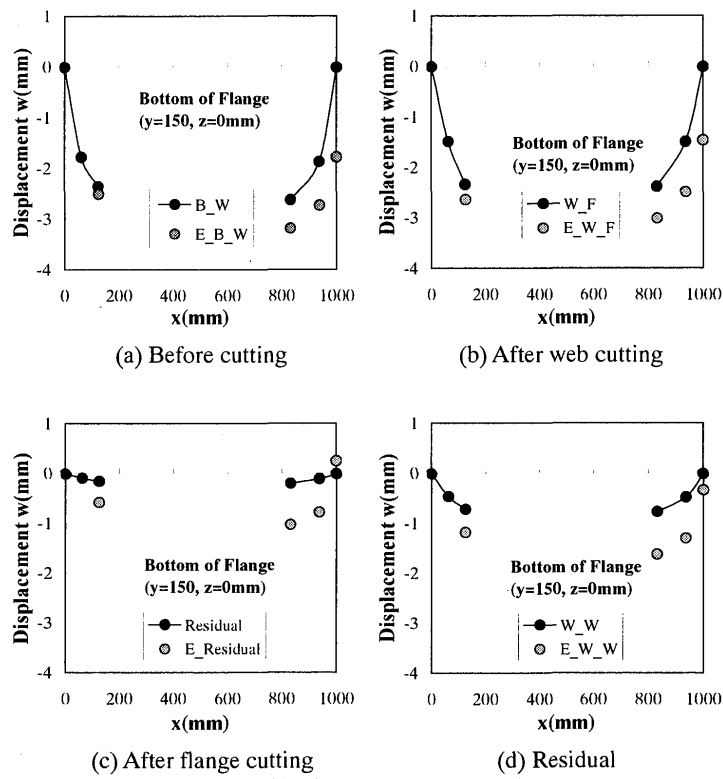 1
0
-1
-2
-3
-4
Displacement w(mm)
Bottom of Flange
(y=150, z=0mm)
B_W
E_B_W
0 200 400 600 800 1000
x(mm)
(a) Before cutting
1
0
-1
-2
-3
-4
Displacement w(mm)
Bottom of Flange
(y=150, z=0mm)
W_F
E_W_F
0 200 400 600 800 1000
x(mm)
(b) After web cutting
1
0
-1
-2
-3
-4
Displacement w(mm)
Bottom of Flange
(y=150, z=0mm)
Residual
E_Residual
0 200 400 600 800 1000
x(mm)
(c) After flange cutting
1
0
-1
-2
-3
-4
Displacement w(mm)
Bottom of Flange
(y=150, z=0mm)
W_W
E_W_W
0 200 400 600 800 1000
x(mm)
(d) Residual